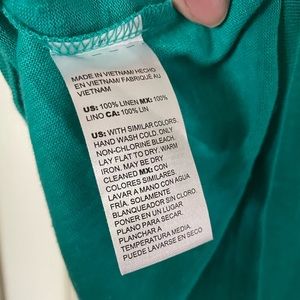 MADE IN VIETNAM/ HECHO
EN VIETNAM/ FABRIQUÉ AU
VIETNAM
US: 100% LINEN MX: 100%
LINO CA: 100% LIN
US: WITH SIMILAR COLORS.
HAND WASH COLD. ONLY
NON-CHLORINE BLEACH.
LAY FLAT TO DRY. WARM
IRON. MAY BE DRY
CLEANED MX: CON
COLORES SIMILARES.
LAVAR A MANO CON AGUA
FRÍA. SOLAMENTE
BLANQUEADOR SIN CLORO.
PONER EN UN LUGAR
PLANO PARA SECAR.
PLANCHAR A
TEMPERATURA MEDIA.
PUEDE LAVARSE EN SECO